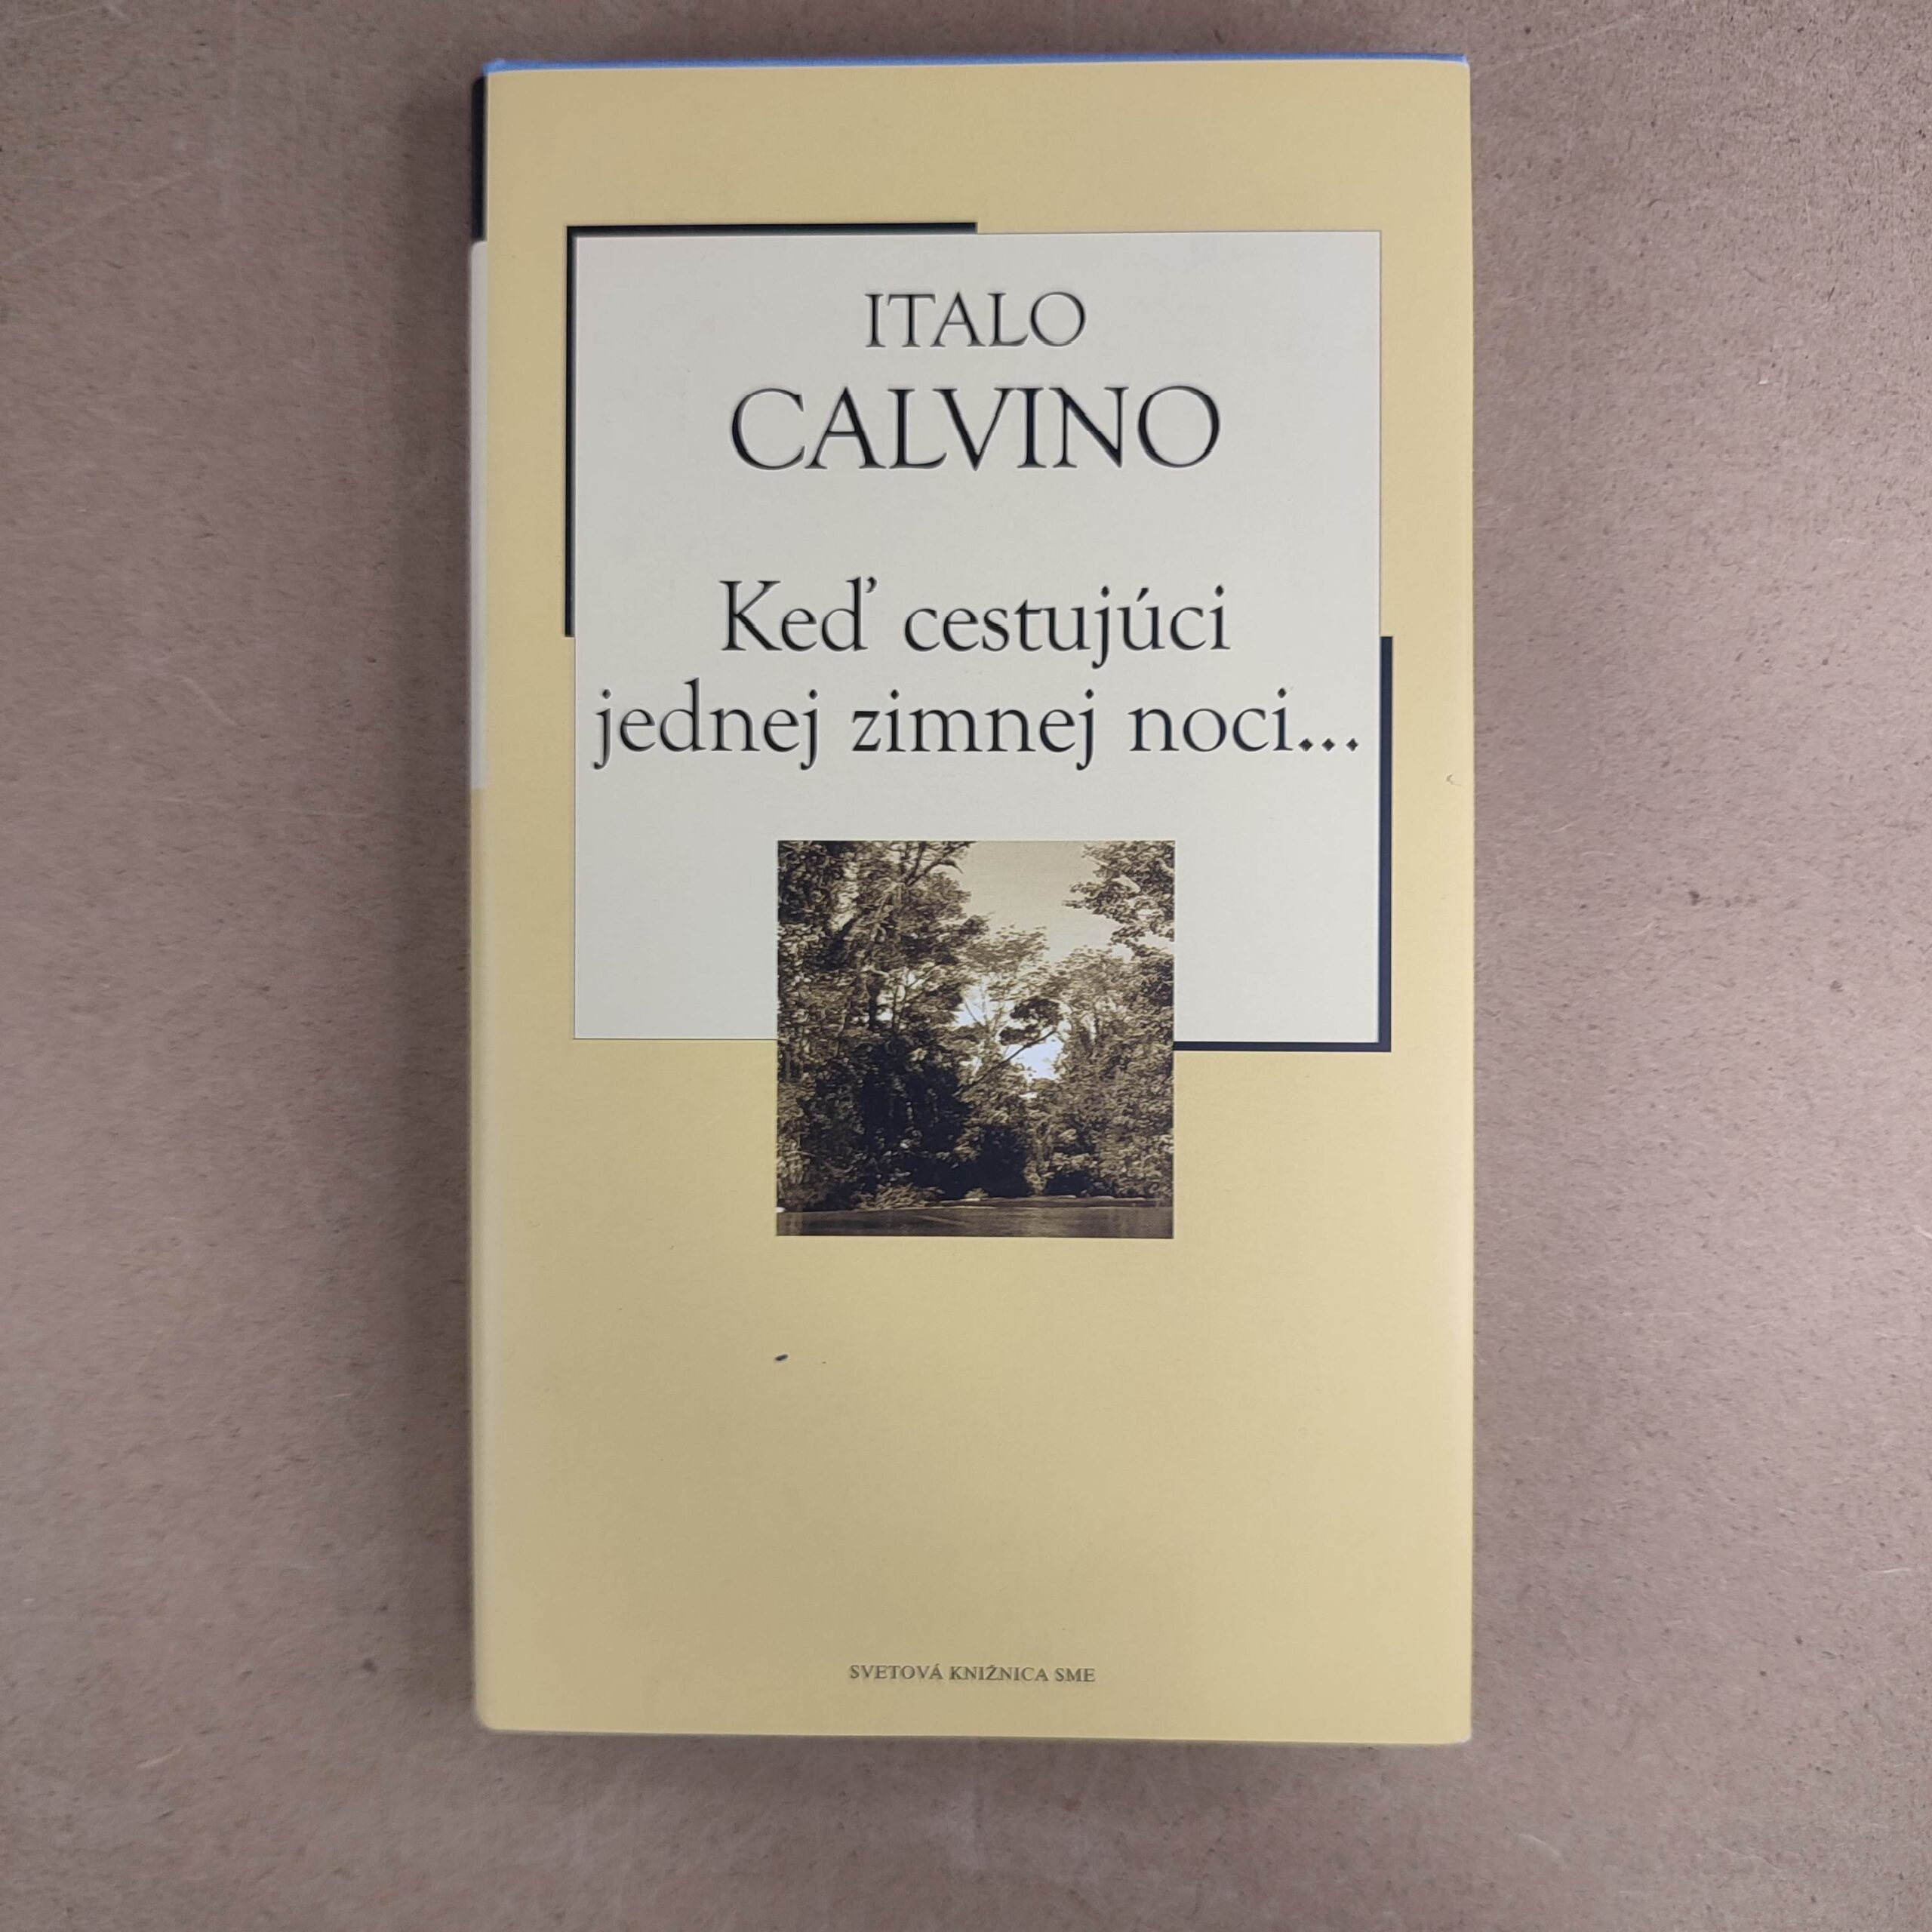 ITALO
CALVINO
Keď cestujúci
jednej zimnej noci...
SVETOVÁ KNIŽNICA SME